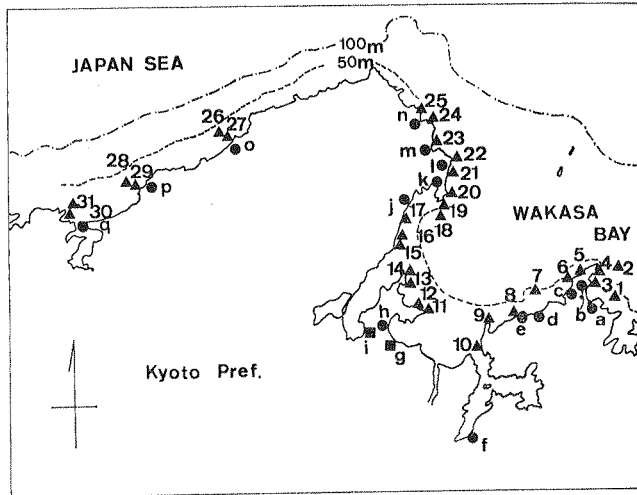 100m
50m
JAPAN SEA
25
24
n
26
27
23
o
m
22
l
21
28
29
k
p
20
j
17
19
31
18
WAKASA
30
16
q
BAY
15
5
4
2
14
6
7
13
3
1
12
8
c
11
9
b
a
h
e
d
i
g
10
Kyoto Pref.
f